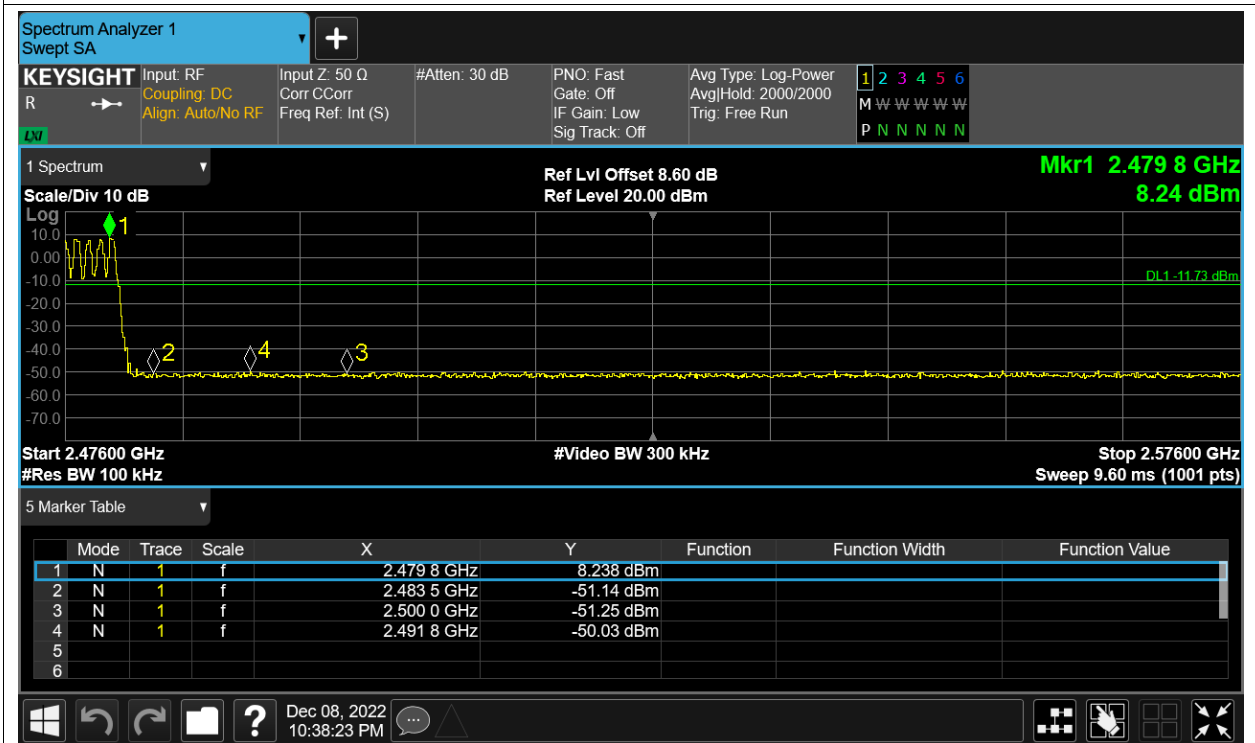 Spectrum Analyzer 1
Swept SA
KEYSIGHT Input: RF Input Z: 50 Ω #Atten: 30 dB PNO: Fast Avg Type: Log-Power 1 2 3 4 5 6
R Coupling: DC Corr CCorr Gate: Off Avg|Hold: 2000/2000 M W W W W W
Align: Auto/No RF Freq Ref: Int (S) IF Gain: Low Trig: Free Run
LXI Sig Track: Off P N N N N N
1 Spectrum Ref Lvl Offset 8.60 dB Mkr1 2.479 8 GHz
Scale/Div 10 dB Ref Level 20.00 dBm 8.24 dBm
Log
1
10.0
0.00
-10.0 DL1 -11.73 dBm
-20.0
-30.0
-40.0
2 4 3
-50.0
-60.0
-70.0
Start 2.47600 GHz #Video BW 300 kHz Stop 2.57600 GHz
#Res BW 100 kHz Sweep 9.60 ms (1001 pts)
5 Marker Table
Mode Trace Scale X Y Function Function Width Function Value
1 N 1 f 2.479 8 GHz 8.238 dBm
2 N 1 f 2.483 5 GHz -51.14 dBm
3 N 1 f 2.500 0 GHz -51.25 dBm
4 N 1 f 2.491 8 GHz -50.03 dBm
5
6
? Dec 08, 2022
10:38:23 PM